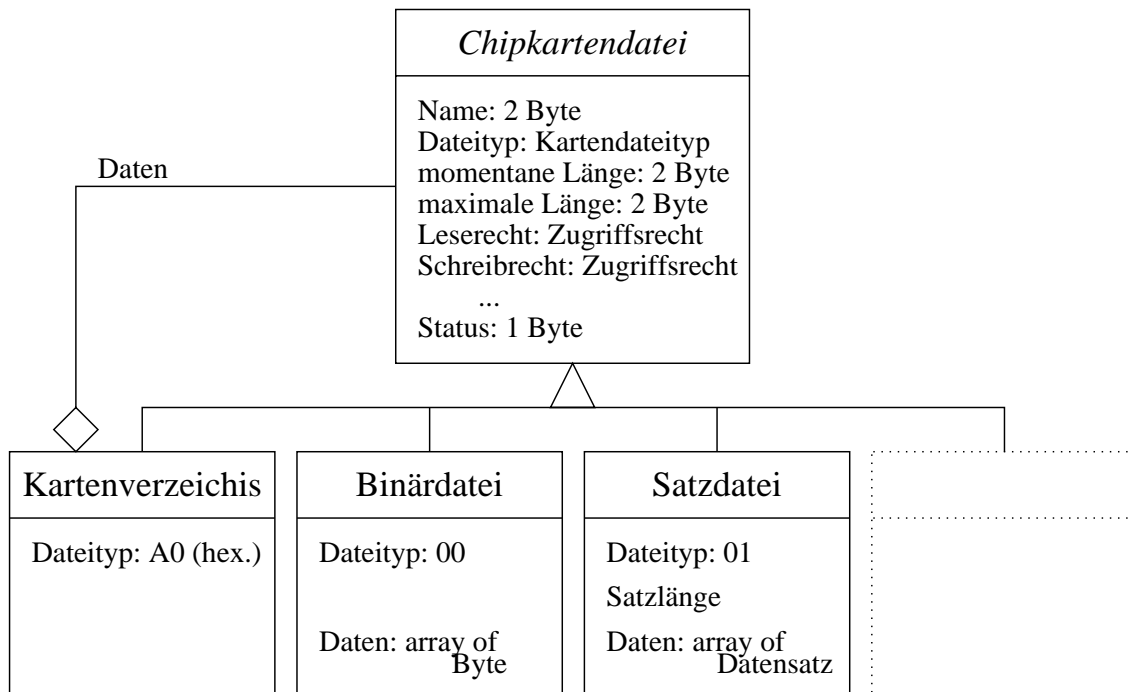 Chipkartendatei
Name: 2 Byte
Dateityp: Kartendateityp
momentane Länge: 2 Byte
maximale Länge: 2 Byte
Leserecht: Zugriffsrecht
Schreibrecht: Zugriffsrecht
...
Status: 1 Byte
Daten
Kartenverzeichis
Dateityp: A0 (hex.)
Binärdatei
Dateityp: 00
Daten: array of
Byte
Satzdatei
Dateityp: 01
Satzlänge
Daten: array of
Datensatz